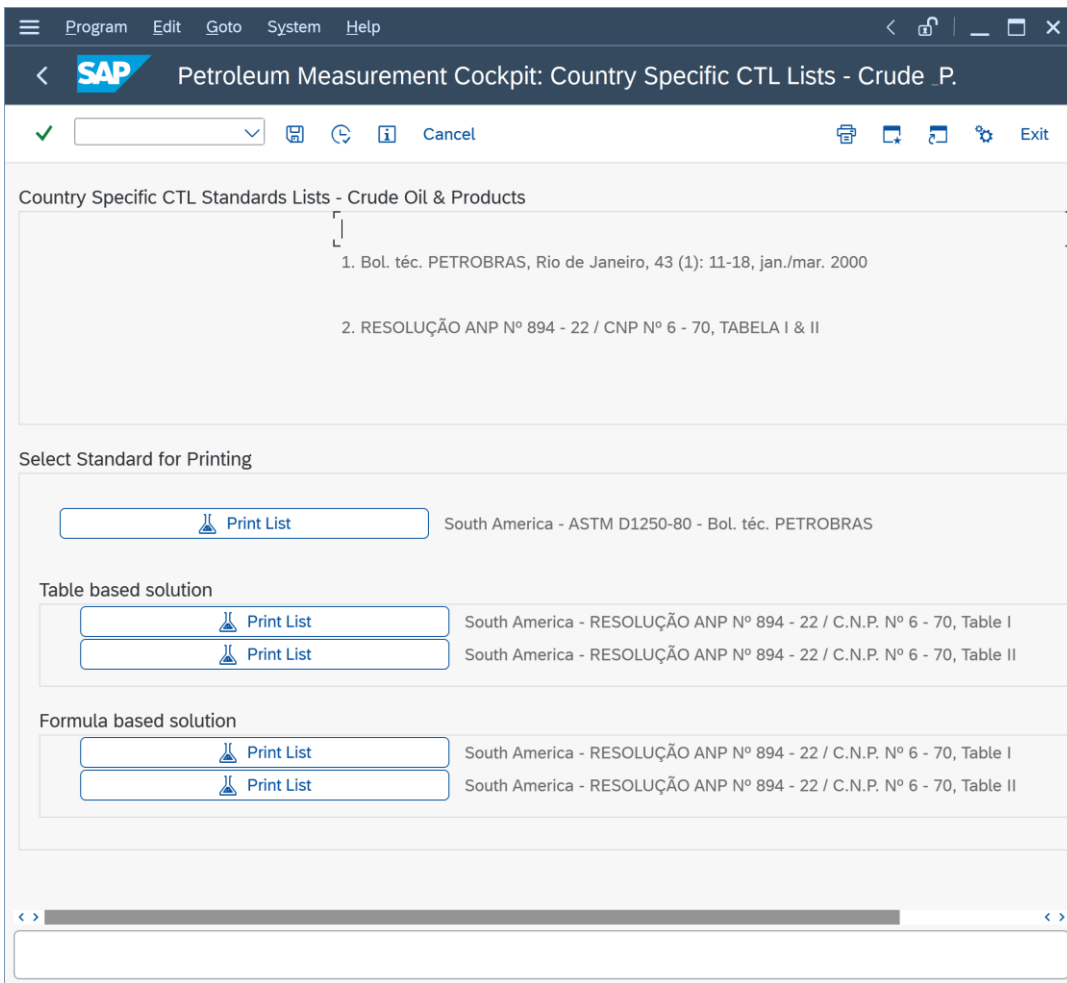 Program Edit Goto System Help
SAP Petroleum Measurement Cockpit: Country Specific CTL Lists - Crude _P.
Cancel Exit
Country Specific CTL Standards Lists - Crude Oil & Products
1. Bol. téc. PETROBRAS, Rio de Janeiro, 43 (1): 11-18, jan./mar. 2000
2. RESOLUÇÃO ANP Nº 894 - 22 / CNP Nº 6 - 70, TABELA I & II
Select Standard for Printing
Print List South America - ASTM D1250-80 - Bol. téc. PETROBRAS
Table based solution
Print List South America - RESOLUÇÃO ANP Nº 894 - 22 / C.N.P. Nº 6 - 70, Table I
Print List South America - RESOLUÇÃO ANP Nº 894 - 22 / C.N.P. Nº 6 - 70, Table II
Formula based solution
Print List South America - RESOLUÇÃO ANP Nº 894 - 22 / C.N.P. Nº 6 - 70, Table I
Print List South America - RESOLUÇÃO ANP Nº 894 - 22 / C.N.P. Nº 6 - 70, Table II